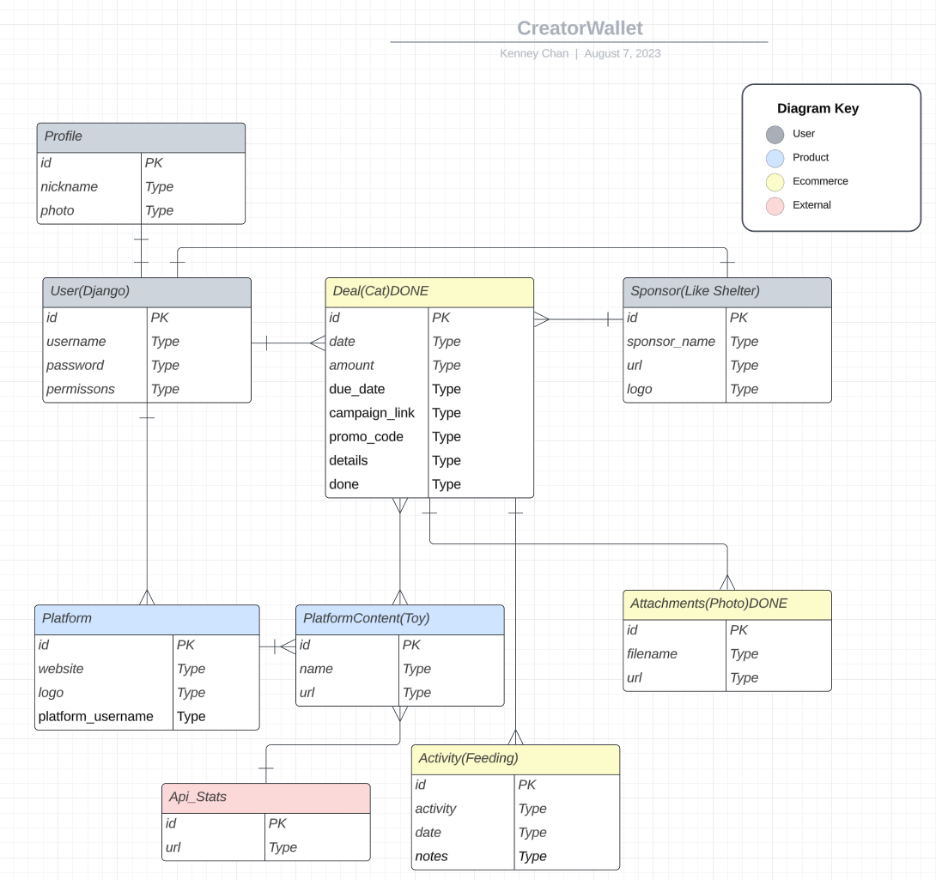 CreatorWallet
Kenney Chan | August 7, 2023
Diagram Key
User
Product
Ecommerce
External
Profile
id PK
nickname Type
photo Type
User(Django)
id PK
username Type
password Type
permissons Type
Deal(Cat)DONE
id PK
date Type
amount Type
due_date Type
campaign_link Type
promo_code Type
details Type
done Type
Sponsor(Like Shelter)
id PK
sponsor_name Type
url Type
logo Type
Platform
id PK
website Type
logo Type
platform_username Type
PlatformContent(Toy)
id PK
name Type
url Type
Attachments(Photo)DONE
id PK
filename Type
url Type
Api_Stats
id PK
url Type
Activity(Feeding)
id PK
activity Type
date Type
notes Type